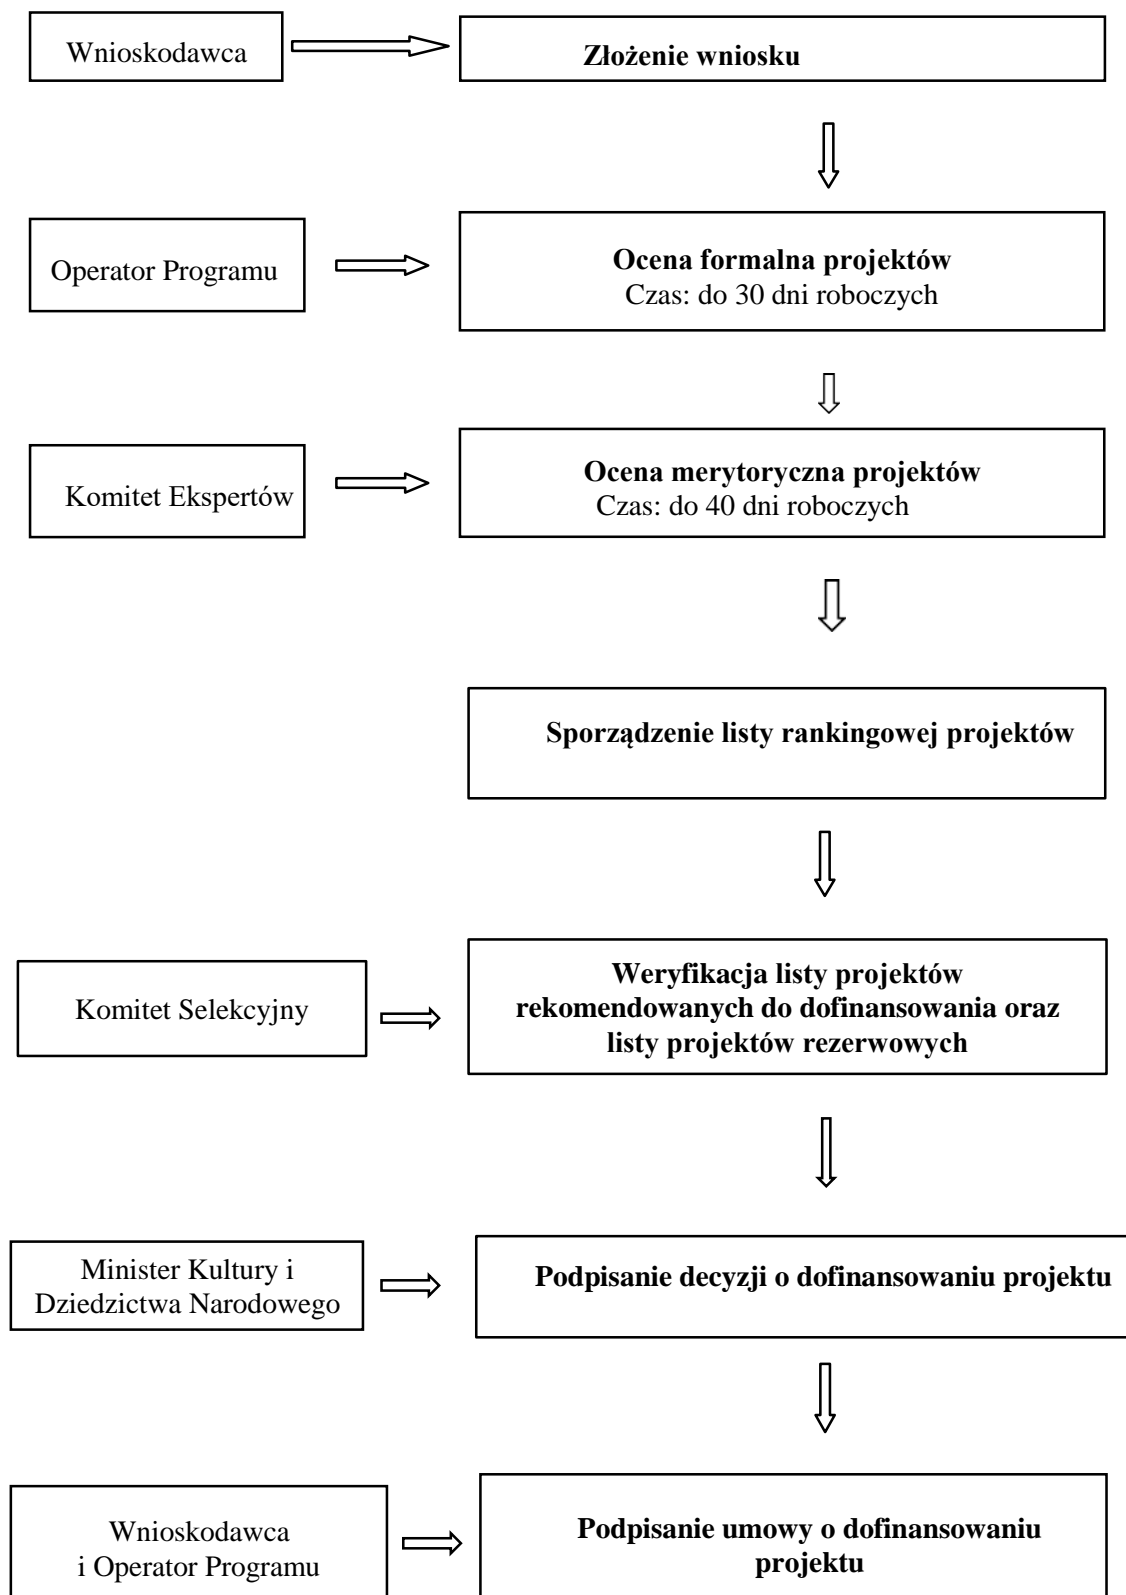 Wnioskodawca
Złożenie wniosku
Operator Programu
Ocena formalna projektów
Czas: do 30 dni roboczych
Komitet Ekspertów
Ocena merytoryczna projektów
Czas: do 40 dni roboczych
Sporządzenie listy rankingowej projektów
Komitet Selekcyjny
Weryfikacja listy projektów
rekomendowanych do dofinansowania oraz
listy projektów rezerwowych
Minister Kultury i
Dziedzictwa Narodowego
Podpisanie decyzji o dofinansowaniu projektu
Wnioskodawca
i Operator Programu
Podpisanie umowy o dofinansowaniu
projektu